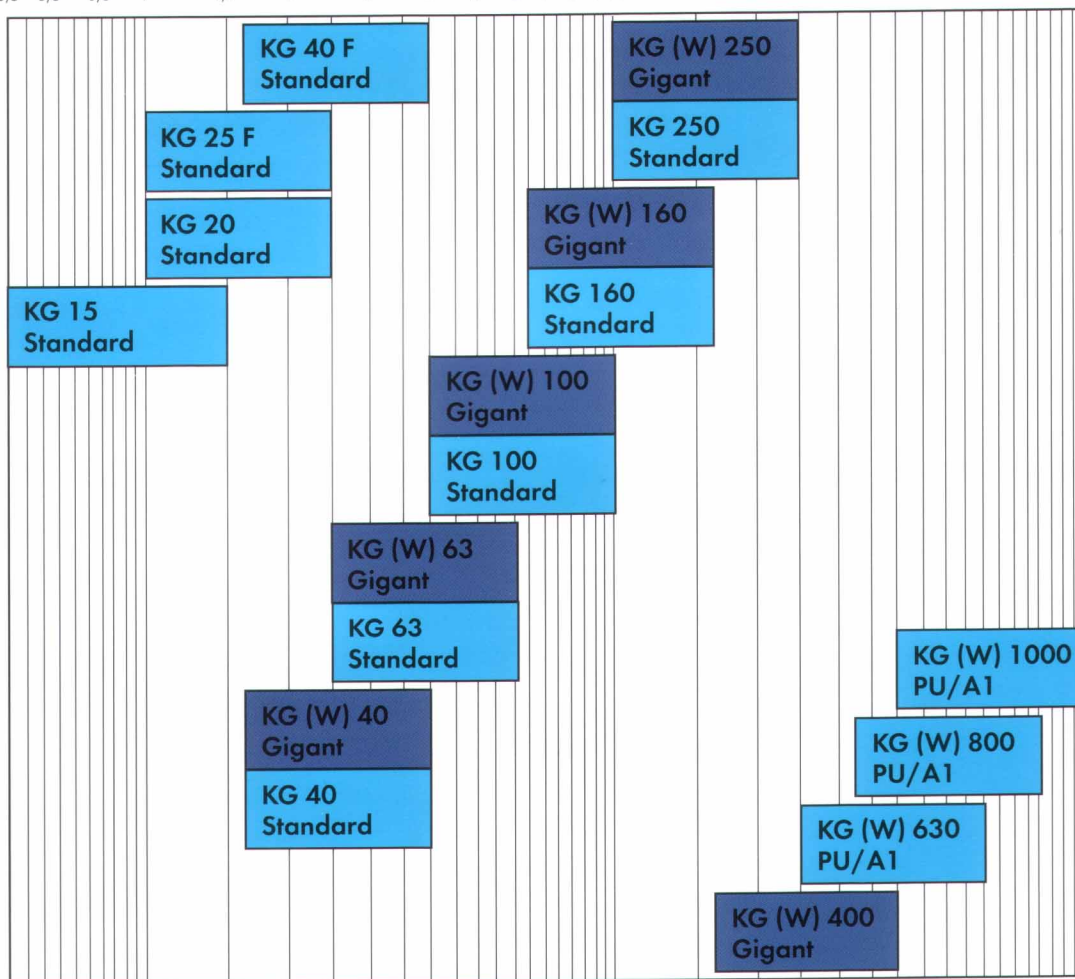 KG 40 F
Standard
KG (W) 250
Gigant
KG 250
Standard
KG 25 F
Standard
KG 20
Standard
KG (W) 160
Gigant
KG 160
Standard
KG 15
Standard
KG (W) 100
Gigant
KG 100
Standard
KG (W) 63
Gigant
KG 63
Standard
KG (W) 1000
PU/A1
KG (W) 40
Gigant
KG 40
Standard
KG (W) 800
PU/A1
KG (W) 630
PU/A1
KG (W) 400
Gigant